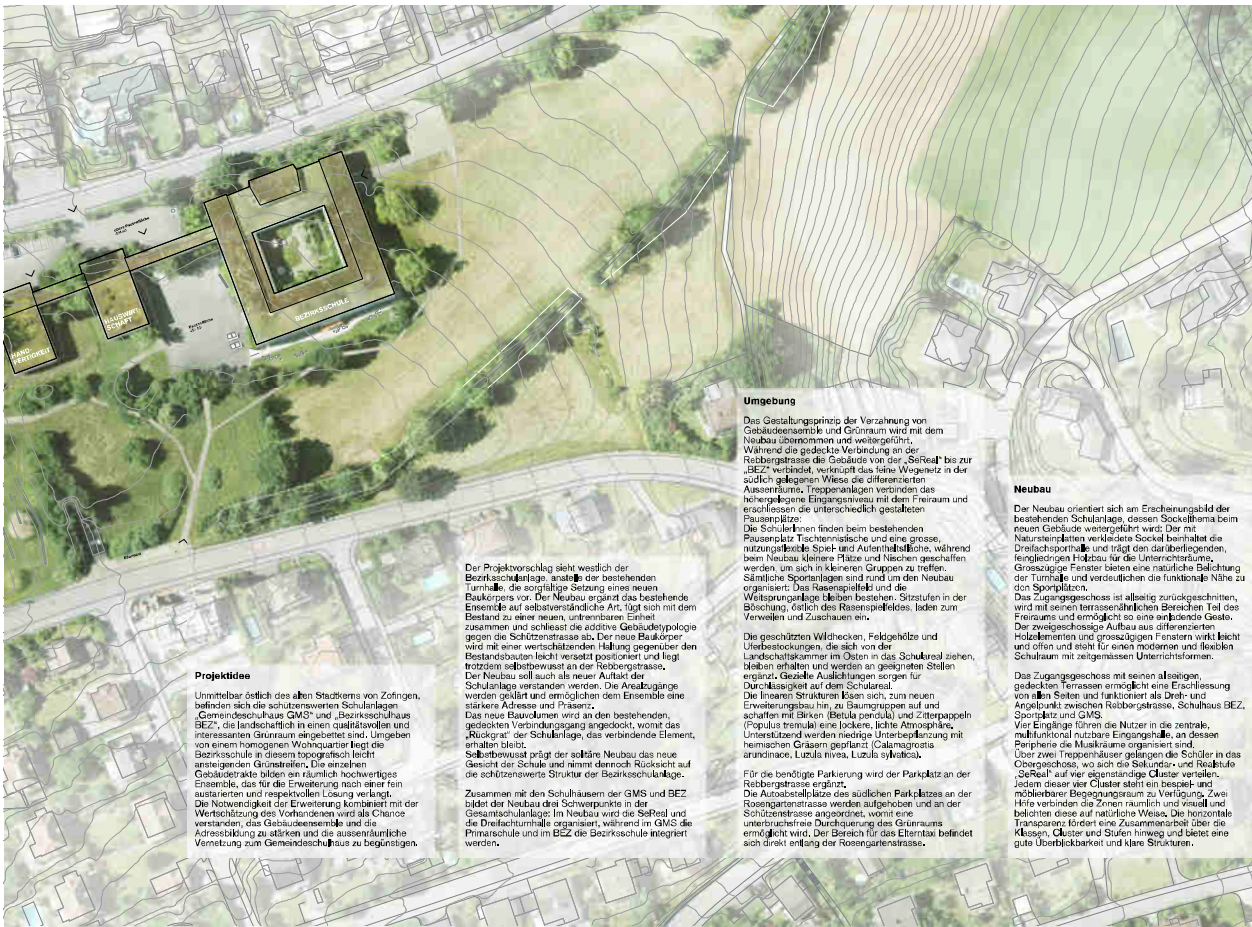 HAND-
FERTIGKEIT
HAUSWIRT-
SCHAFT
BEZIRKSSCHULE
Projektidee
Unmittelbar östlich des alten Stadtkerns von Zofingen,
befinden sich die schützenswerten Schulanlagen
„Gemeindeschulhaus GMS“ und „Bezirksschulhaus
BEZ“, die landschaftlich in einen qualitätsvollen und
interessanten Grünraum eingebettet sind. Umgeben
von einem homogenen Wohnquartier liegt die
Bezirksschule in diesem topografisch leicht
ansteigenden Grünstreifen. Die einzelnen
Gebäudetrakte bilden ein räumlich hochwertiges
Ensemble, das für die Erweiterung nach einer fein
austarierten und respektvollen Lösung verlangt.
Die Notwendigkeit der Erweiterung kombiniert mit der
Wertschätzung des Vorhandenen wird als Chance
verstanden, das Gebäudeensemble und die
Adressbildung zu stärken und die aussenräumliche
Vernetzung zum Gemeindeschulhaus zu begünstigen.
Der Projektvorschlag sieht westlich der
Bezirksschulanlage, anstelle der bestehenden
Turnhalle, die sorgfältige Setzung eines neuen
Baukörpers vor. Der Neubau ergänzt das bestehende
Ensemble auf selbstverständliche Art, fügt sich mit dem
Bestand zu einer neuen, untrennbaren Einheit
zusammen und schliesst die additive Gebäudetypologie
gegen die Schützenstrasse ab. Der neue Baukörper
wird mit einer wertschätzenden Haltung gegenüber den
Bestandsbauten leicht versetzt positioniert und liegt
trotzdem selbstbewusst an der Rebbergstrasse.
Der Neubau soll auch als neuer Auftakt der
Schulanlage verstanden werden. Die Arealzugänge
werden geklärt und ermöglichen dem Ensemble eine
stärkere Adresse und Präsenz.
Das neue Bauvolumen wird an den bestehenden,
gedeckten Verbindungsgang angedockt, womit das
„Rückgrat“ der Schulanlage, das verbindende Element,
erhalten bleibt.
Selbstbewusst prägt der solitäre Neubau das neue
Gesicht der Schule und nimmt dennoch Rücksicht auf
die schützenswerte Struktur der Bezirksschulanlage.
Zusammen mit den Schulhäusern der GMS und BEZ
bildet der Neubau drei Schwerpunkte in der
Gesamtschulanlage: Im Neubau wird die SeReal und
die Dreifachturnhalle organisiert, während im GMS die
Primarschule und im BEZ die Bezirksschule integriert
werden.
Umgebung
Das Gestaltungsprinzip der Verzahnung von
Gebäudeensemble und Grünraum wird mit dem
Neubau übernommen und weitergeführt.
Während die gedeckte Verbindung an der
Rebbergstrasse die Gebäude von der „SeReal“ bis zur
„BEZ“ verbindet, verknüpft das feine Wegenetz in der
südlich gelegenen Wiese die differenzierten
Aussenräume. Treppenanlagen verbinden das
höhergelegene Eingangsniveau mit dem Freiraum und
erschliessen die unterschiedlich gestalteten
Pausenplätze:
Die SchülerInnen finden beim bestehenden
Pausenplatz Tischtennistische und eine grosse,
nutzungsflexible Spiel- und Aufenthaltsfläche, während
beim Neubau kleinere Plätze und Nischen geschaffen
werden, um sich in kleineren Gruppen zu treffen.
Sämtliche Sportanlagen sind rund um den Neubau
organisiert: Das Rasenspielfeld und die
Weitsprunganlage bleiben bestehen. Sitzstufen in der
Böschung, östlich des Rasenspielfeldes, laden zum
Verweilen und Zuschauen ein.
Die geschützten Wildhecken, Feldgehölze und
Uferbestockungen, die sich von der
Landschaftskammer im Osten in das Schulareal ziehen,
bleiben erhalten und werden an geeigneten Stellen
ergänzt. Gezielte Auslichtungen sorgen für
Durchlässigkeit auf dem Schulareal.
Die linearen Strukturen lösen sich, zum neuen
Erweiterungsbau hin, zu Baumgruppen auf und
schaffen mit Birken (Betula pendula) und Zitterpappeln
(Populus tremula) eine lockere, lichte Atmosphäre.
Unterstützend werden niedrige Unterbepflanzung mit
heimischen Gräsern gepflanzt (Calamagrostis
arundinace, Luzula nivea, Luzula sylvatica).
Für die benötigte Parkierung wird der Parkplatz an der
Rebbergstrasse ergänzt.
Die Autoabstellplätze des südlichen Parkplatzes an der
Rosengartenstrasse werden aufgehoben und an der
Schützenstrasse angeordnet, womit eine
unterbruchsfreie Durchquerung des Grünraums
ermöglicht wird. Der Bereich für das Elterntaxi befindet
sich direkt entlang der Rosengartenstrasse.
Neubau
Der Neubau orientiert sich am Erscheinungsbild der
bestehenden Schulanlage, dessen Sockelthema beim
neuen Gebäude weitergeführt wird: Der mit
Natursteinplatten verkleidete Sockel beinhaltet die
Dreifachsporthalle und trägt den darüberliegenden,
feingliedrigen Holzbau für die Unterrichtsräume.
Grosszügige Fenster bieten eine natürliche Belichtung
der Turnhalle und verdeutlichen die funktionale Nähe zu
den Sportplätzen.
Das Zugangsgeschoss ist allseitig zurückgeschnitten,
wird mit seinen terrassenähnlichen Bereichen Teil des
Freiraums und ermöglicht so eine einladende Geste.
Der zweigeschossige Aufbau aus differenzierten
Holzelementen und grosszügigen Fenstern wirkt leicht
und offen und steht für einen modernen und flexiblen
Schulraum mit zeitgemässen Unterrichtsformen.
Das Zugangsgeschoss mit seinen allseitigen,
gedeckten Terrassen ermöglicht eine Erschliessung
von allen Seiten und funktioniert als Dreh- und
Angelpunkt zwischen Rebbergstrasse, Schulhaus BEZ,
Sportplatz und GMS.
Vier Eingänge führen die Nutzer in die zentrale,
multifunktional nutzbare Eingangshalle, an dessen
Peripherie die Musikräume organisiert sind.
Über zwei Treppenhäuser gelangen die Schüler in das
Obergeschoss, wo sich die Sekundar- und Realstufe
„SeReal“ auf vier eigenständige Cluster verteilen.
Jedem dieser vier Cluster steht ein bespiel- und
möblierbarer Begegnungsraum zu Verfügung. Zwei
Höfe verbinden die Zonen räumlich und visuell und
belichten diese auf natürliche Weise. Die horizontale
Transparenz fördert eine Zusammenarbeit über die
Klassen, Cluster und Stufen hinweg und bietet eine
gute Überblickbarkeit und klare Strukturen.